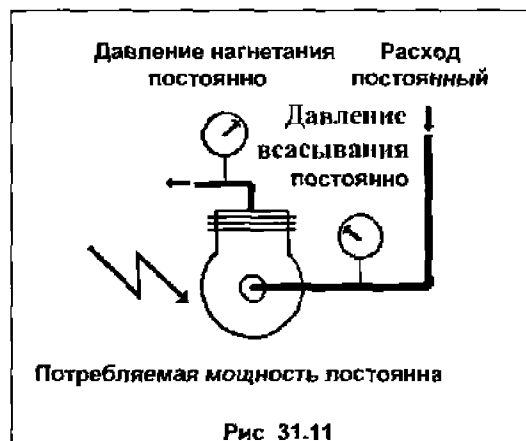 Давление нагнетания
постоянно
Расход
постоянный
Давление
всасывания
постоянно
Потребляемая мощность постоянна
Рис 31.11